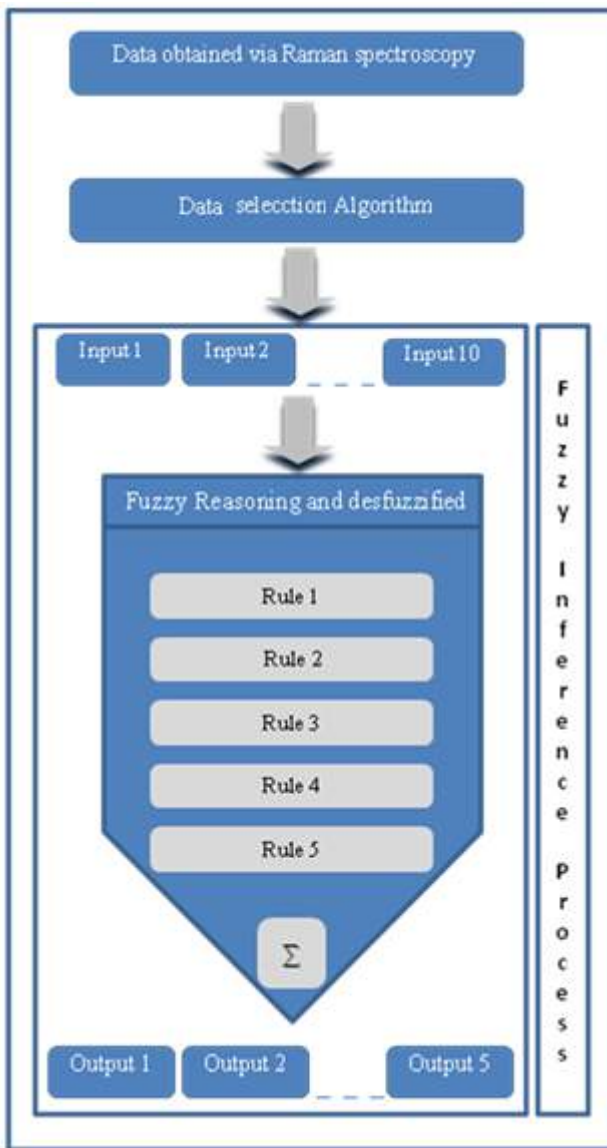 Data obtained via Raman spectroscopy
Data selecction Algorithm
Input 1 Input 2 Input 10
Fuzzy Reasoning and desfuzzified
Rule 1
Rule 2
Rule 3
Rule 4
Rule 5
Σ
Output 1 Output 2 Output 5
Fuzzy Inference Process